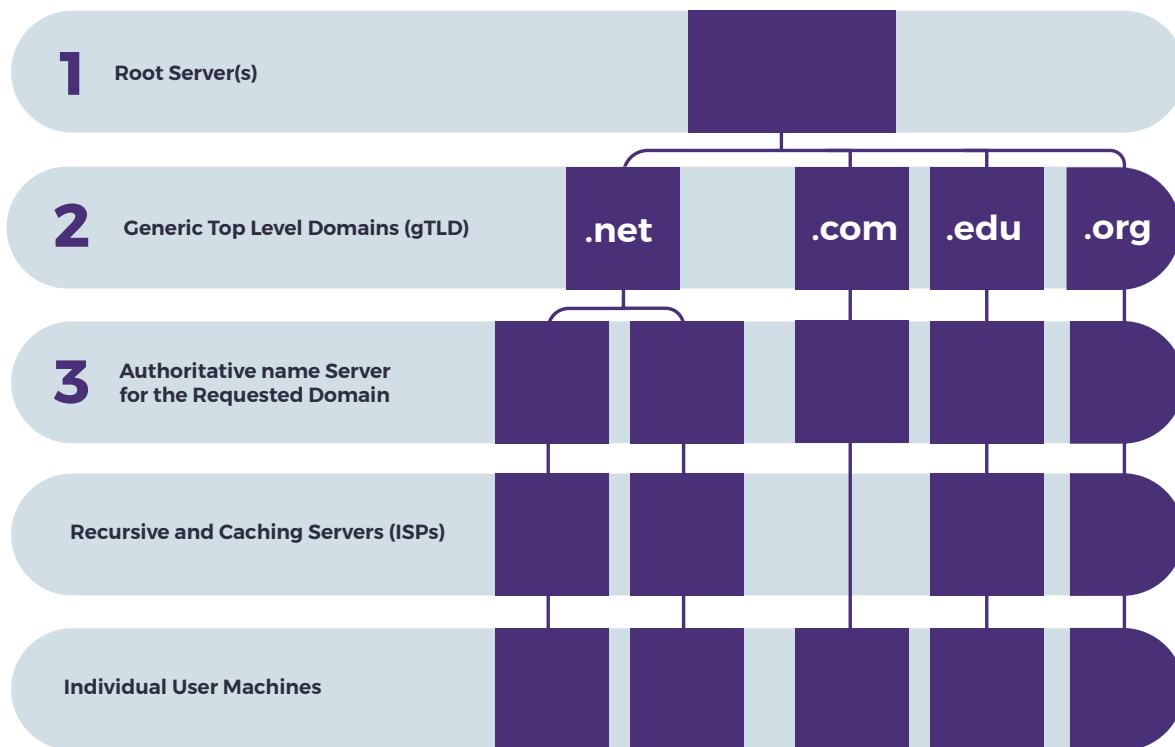 1
Root Server(s)
2
Generic Top Level Domains (gTLD)
.net
.com
.edu
.org
3
Authoritative name Server
for the Requested Domain
Recursive and Caching Servers (ISPs)
Individual User Machines